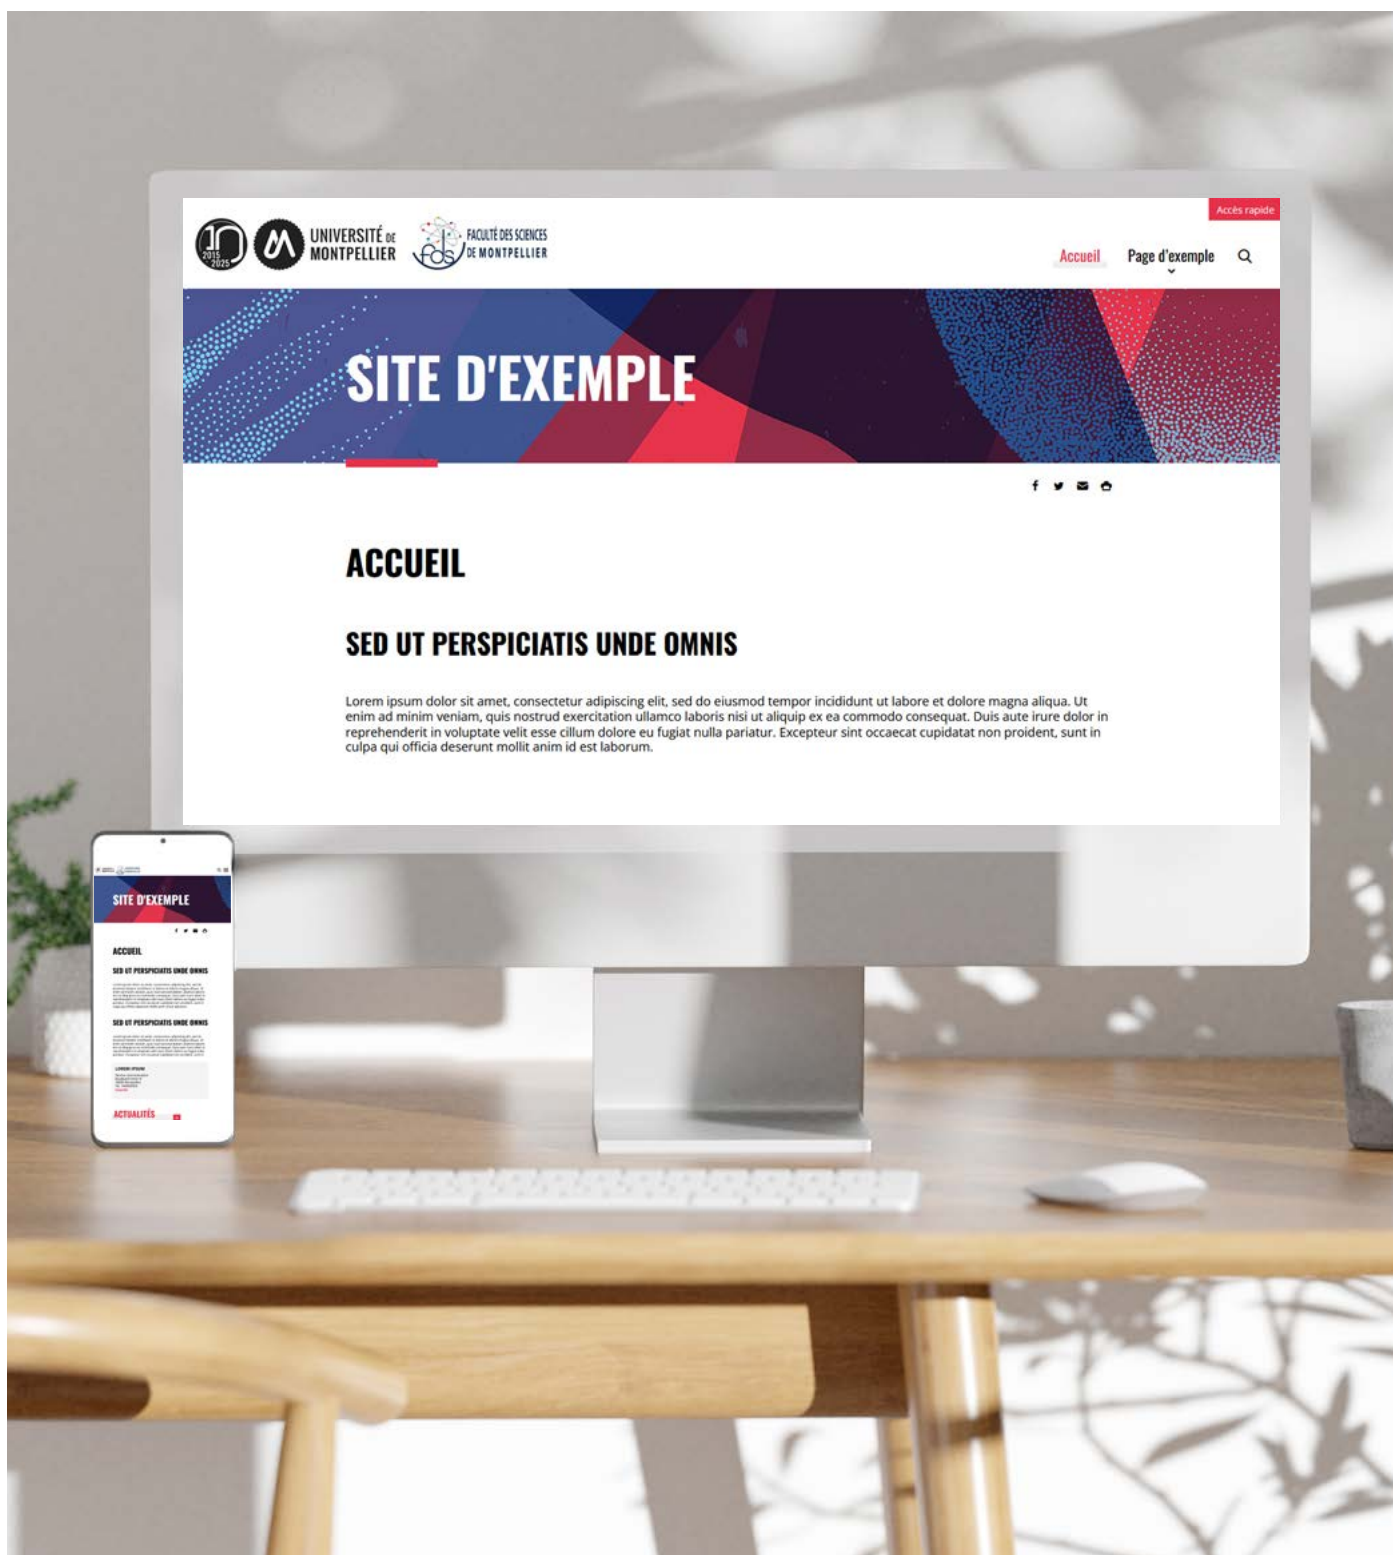 Accès rapide
2015
- 2025
UNIVERSITÉ DE
MONTPELLIER
fds
FACULTÉ DES SCIENCES
DE MONTPELLIER
Accueil
Page d'exemple
SITE D'EXEMPLE
ACCUEIL
SED UT PERSPICIATIS UNDE OMNIS
Lorem ipsum dolor sit amet, consectetur adipiscing elit, sed do eiusmod tempor incididunt ut labore et dolore magna aliqua. Ut
enim ad minim veniam, quis nostrud exercitation ullamco laboris nisi ut aliquip ex ea commodo consequat. Duis aute irure dolor in
reprehenderit in voluptate velit esse cillum dolore eu fugiat nulla pariatur. Excepteur sint occaecat cupidatat non proident, sunt in
culpa qui officia deserunt mollit anim id est laborum.
SITE D'EXEMPLE
ACCUEIL
SED UT PERSPICIATIS UNDE OMNIS
SED UT PERSPICIATIS UNDE OMNIS
LOREM IPSUM
ACTUALITÉS